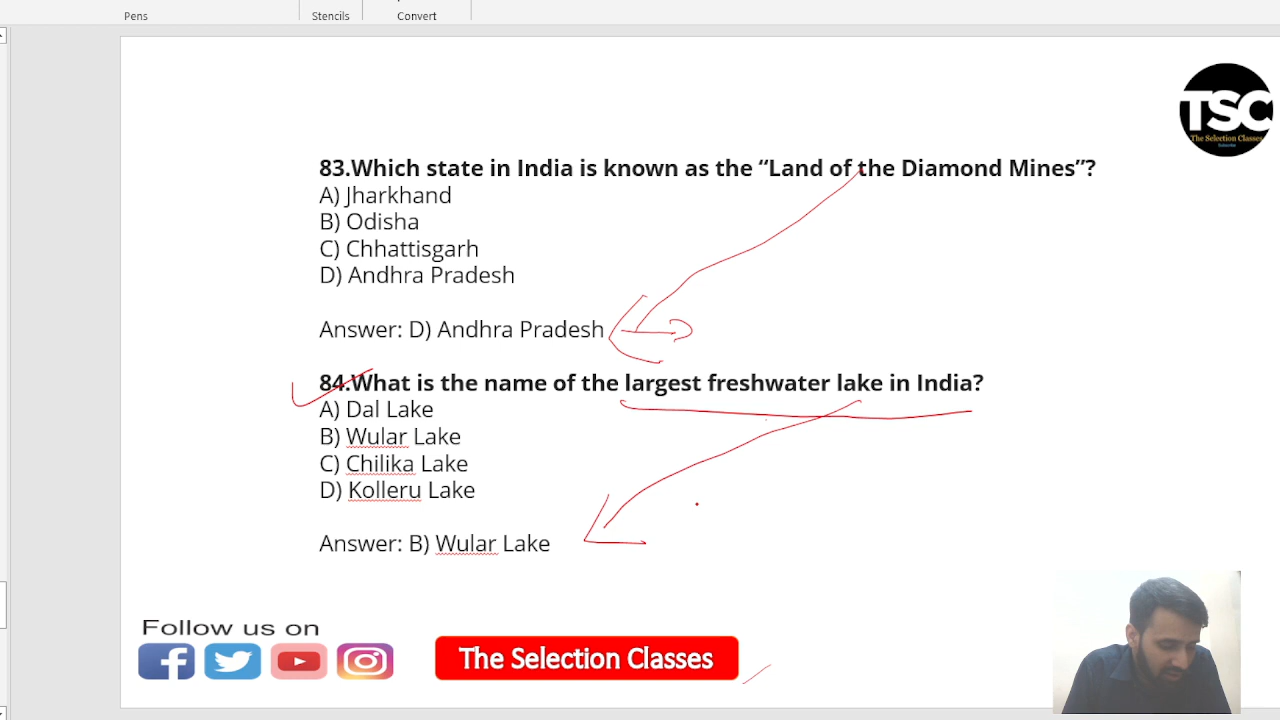 Pens
Stencils
Convert
TSC
The Selection Classes
83.Which state in India is known as the “Land of the Diamond Mines”?
A) Jharkhand
B) Odisha
C) Chhattisgarh
D) Andhra Pradesh
Answer: D) Andhra Pradesh
84.What is the name of the largest freshwater lake in India?
A) Dal Lake
B) Wular Lake
C) Chilika Lake
D) Kolleru Lake
Answer: B) Wular Lake
Follow us on
The Selection Classes